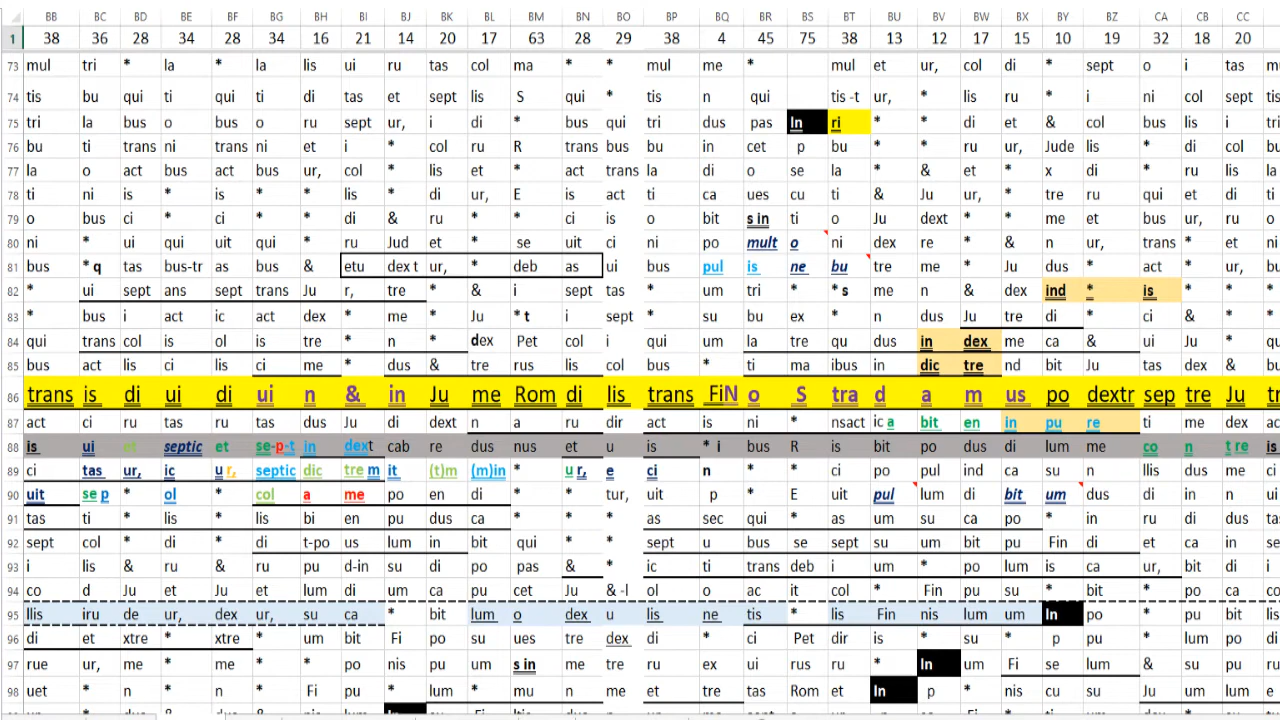 BB BC BD BE BF BG BH BI BJ BK BL BM BN BO BP BQ BR BS BT BU BV BW BX BY BZ CA CB CC
1 38 36 28 34 28 34 16 21 14 20 17 63 28 29 38 4 45 75 38 13 12 17 15 10 19 32 18 20
73 mul tri * la * la lis ui ru tas col ma * * mul me * mul et ur, col di * sept o i tas mu
74 tis bu qui ti qui ti di tas et sept lis S qui * tis n qui tis -t ur, * lis ru * i ni col sept tis
75 tri la bus o bus o ru sept ur, i di * bus qui tri dus pas In ri * * di et & col bus lis i tri
76 bu ti trans ni trans ni et i * col ru R trans bus bu in cet p bu * * ru ur, Jude lis * di col bu
77 la o act bus act bus ur, col * lis et * act trans la di o se la * & et * x di * ru lis la
78 ti ni is * is * * lis * di ur, E is act ti ca ues cu ti & Ju ur, * tre ru qui et di ti
79 o bus ci * ci * * di & ru * * ci is o bit s in ti o Ju dext * * me et bus ur, ru o
80 ni * ui qui uit qui * ru Jud et * se uit ci ni po mult o ni dex re * & n ur, trans * et ni
81 bus * q tas bus-tr as bus & etu dex t ur, * deb as ui bus pul is ne bu tre me * Ju dus * act * ur, bu
82 * ui sept ans sept trans Ju r, tre * & i sept tas * um tri * * s me n & dex ind * is * * *
83 * bus i act ic act dex * me * Ju * t i sept * su bu ex * n dus Ju tre di * ci & * *
84 qui trans col is ol is tre * n * dex Pet col i qui um la tre qu dus in dex me ca & ui Ju * qu
85 bus act lis ci lis ci me * dus & tre rus lis col bus * ti ma ibus in dic tre nd bit Ju tas dex & bu
86 trans is di ui di ui n & in Ju me Rom di lis trans FiN o S tra d a m us po dextr sep tre Ju tr
87 act ci ru tas ru tas dus Ju di dext n a ru di act is ni * nsact ic a bit en in pu re ti me dex ac
88 is ui et septic et se-p-t in dext cab re dus nus et u is * i bus R is bit po dus di lum me co n t re is
89 ci tas ur, ic u r, septic dic tre m it (t)m (m)in * u r, e ci n * * ci po pul ind ca su n llis dus me ci
90 uit se p * ol * col a me po en di * * tur, uit p * E uit pul lum di bit um dus di in n ui
91 tas ti * lis * lis bi en pu dus ca * * * as sec qui * as um su ca po * in ru di dus ta
92 sept col * di * di t-po us lum in bit qui * * sept u bus se sept su um bit pu Fin di et ca in se
93 i lis & ru & ru pu d-in su di po pas & * ic ti trans deb i um * po lum is ca ur, bit di i
94 co d Ju et Ju et lum di um ca pu cet Ju & -l o o ac it col * Fin pu su * bit * po ca co
95 llis iru de ur, dex ur, su ca * bit lum o dex u lis ne tis * lis Fin nis lum um In po * pu bit lis
96 di et xtre * xtre * um bit Fi po su ues tre dex di * ci Pet dir is * su * p pu * lum po di
97 rue ur, me * me * * po nis pu um s in me tre ru ex ui rus ru * In um Fi se lum & su pu ru
98 uet * n * n * Fi pu * lum * mu n me et tre tas Rom et In p * nis cu su Ju um lum e